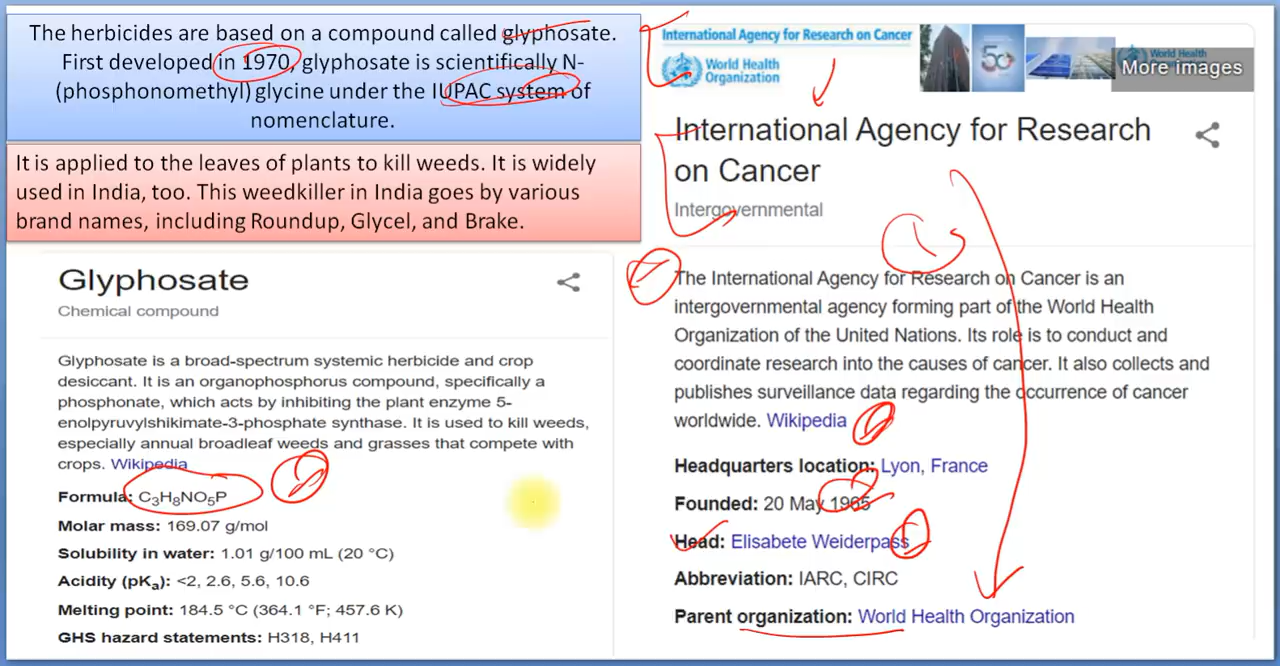 The herbicides are based on a compound called glyphosate.
First developed in 1970, glyphosate is scientifically N-
(phosphonomethyl) glycine under the IUPAC system of
nomenclature.
It is applied to the leaves of plants to kill weeds. It is widely
used in India, too. This weedkiller in India goes by various
brand names, including Roundup, Glycel, and Brake.
Glyphosate
Chemical compound
Glyphosate is a broad-spectrum systemic herbicide and crop
desiccant. It is an organophosphorus compound, specifically a
phosphonate, which acts by inhibiting the plant enzyme 5-
enolpyruvylshikimate-3-phosphate synthase. It is used to kill weeds,
especially annual broadleaf weeds and grasses that compete with
crops. Wikipedia
Formula: C₃H₈NO₅P
Molar mass: 169.07 g/mol
Solubility in water: 1.01 g/100 mL (20 °C)
Acidity (pKₐ): <2, 2.6, 5.6, 10.6
Melting point: 184.5 °C (364.1 °F; 457.6 K)
GHS hazard statements: H318, H411
International Agency for Research on Cancer
World Health
Organization
50
World Health
Organization
More images
International Agency for Research
on Cancer
Intergovernmental
The International Agency for Research on Cancer is an
intergovernmental agency forming part of the World Health
Organization of the United Nations. Its role is to conduct and
coordinate research into the causes of cancer. It also collects and
publishes surveillance data regarding the occurrence of cancer
worldwide. Wikipedia
Headquarters location: Lyon, France
Founded: 20 May 1965
Head: Elisabete Weiderpass
Abbreviation: IARC, CIRC
Parent organization: World Health Organization